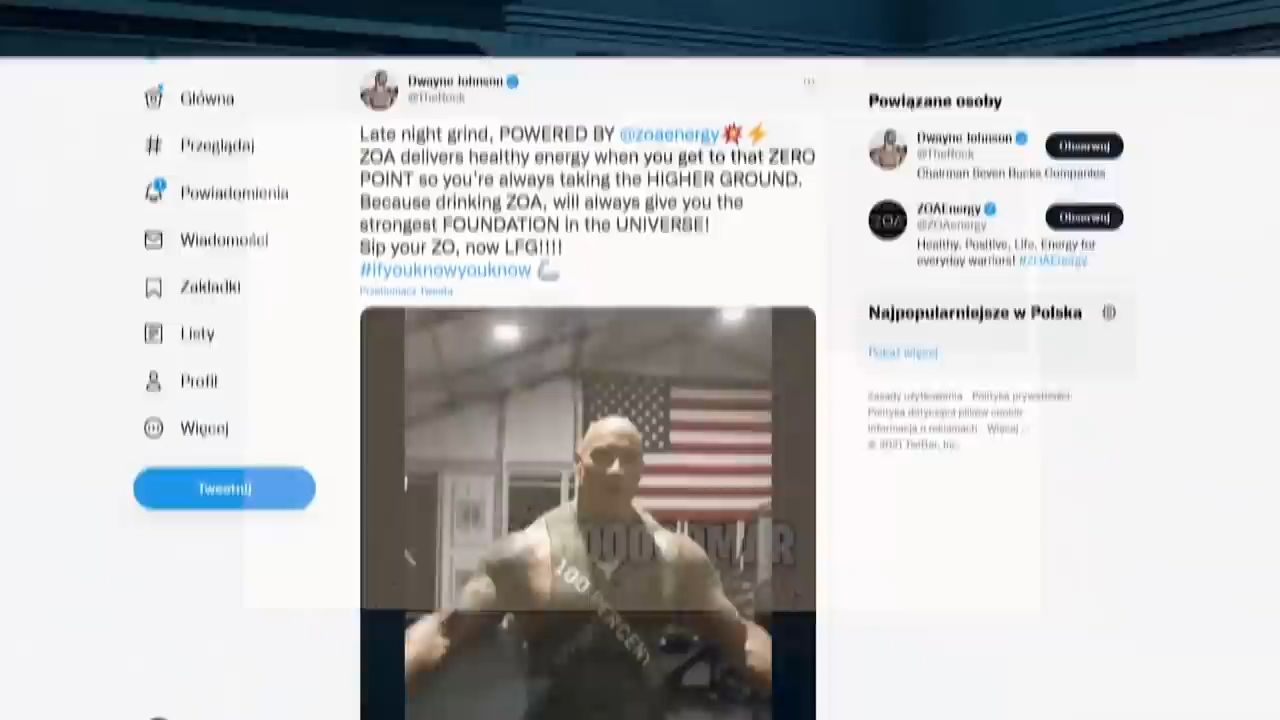 Główna
Przeglądaj
Powiadomienia
Wiadomości
Zakładki
Listy
Profil
Więcej
Tweetnij
Dwayne Johnson
@TheRock
Late night grind, POWERED BY @zoaenergy💥⚡
ZOA delivers healthy energy when you get to that ZERO
POINT so you're always taking the HIGHER GROUND.
Because drinking ZOA, will always give you the
strongest FOUNDATION in the UNIVERSE!
Sip your ZO, now LFG!!!!
#ifyouknowyouknow 🦾
Przetłumacz Tweeta
100 PERCENT
Powiązane osoby
Dwayne Johnson
@TheRock
Obserwuj
Chairman Seven Bucks Companies
ZOA
ZOAEnergy
@ZOAenergy
Obserwuj
Healthy. Positive. Life. Energy for
everyday warriors! #ZOAEnergy
Najpopularniejsze w Polska
Pokaż więcej
Zasady użytkowania Polityka prywatności
Polityka dotycząca plików cookie
Informacja o reklamach Więcej ...
© 2021 Twitter, Inc.